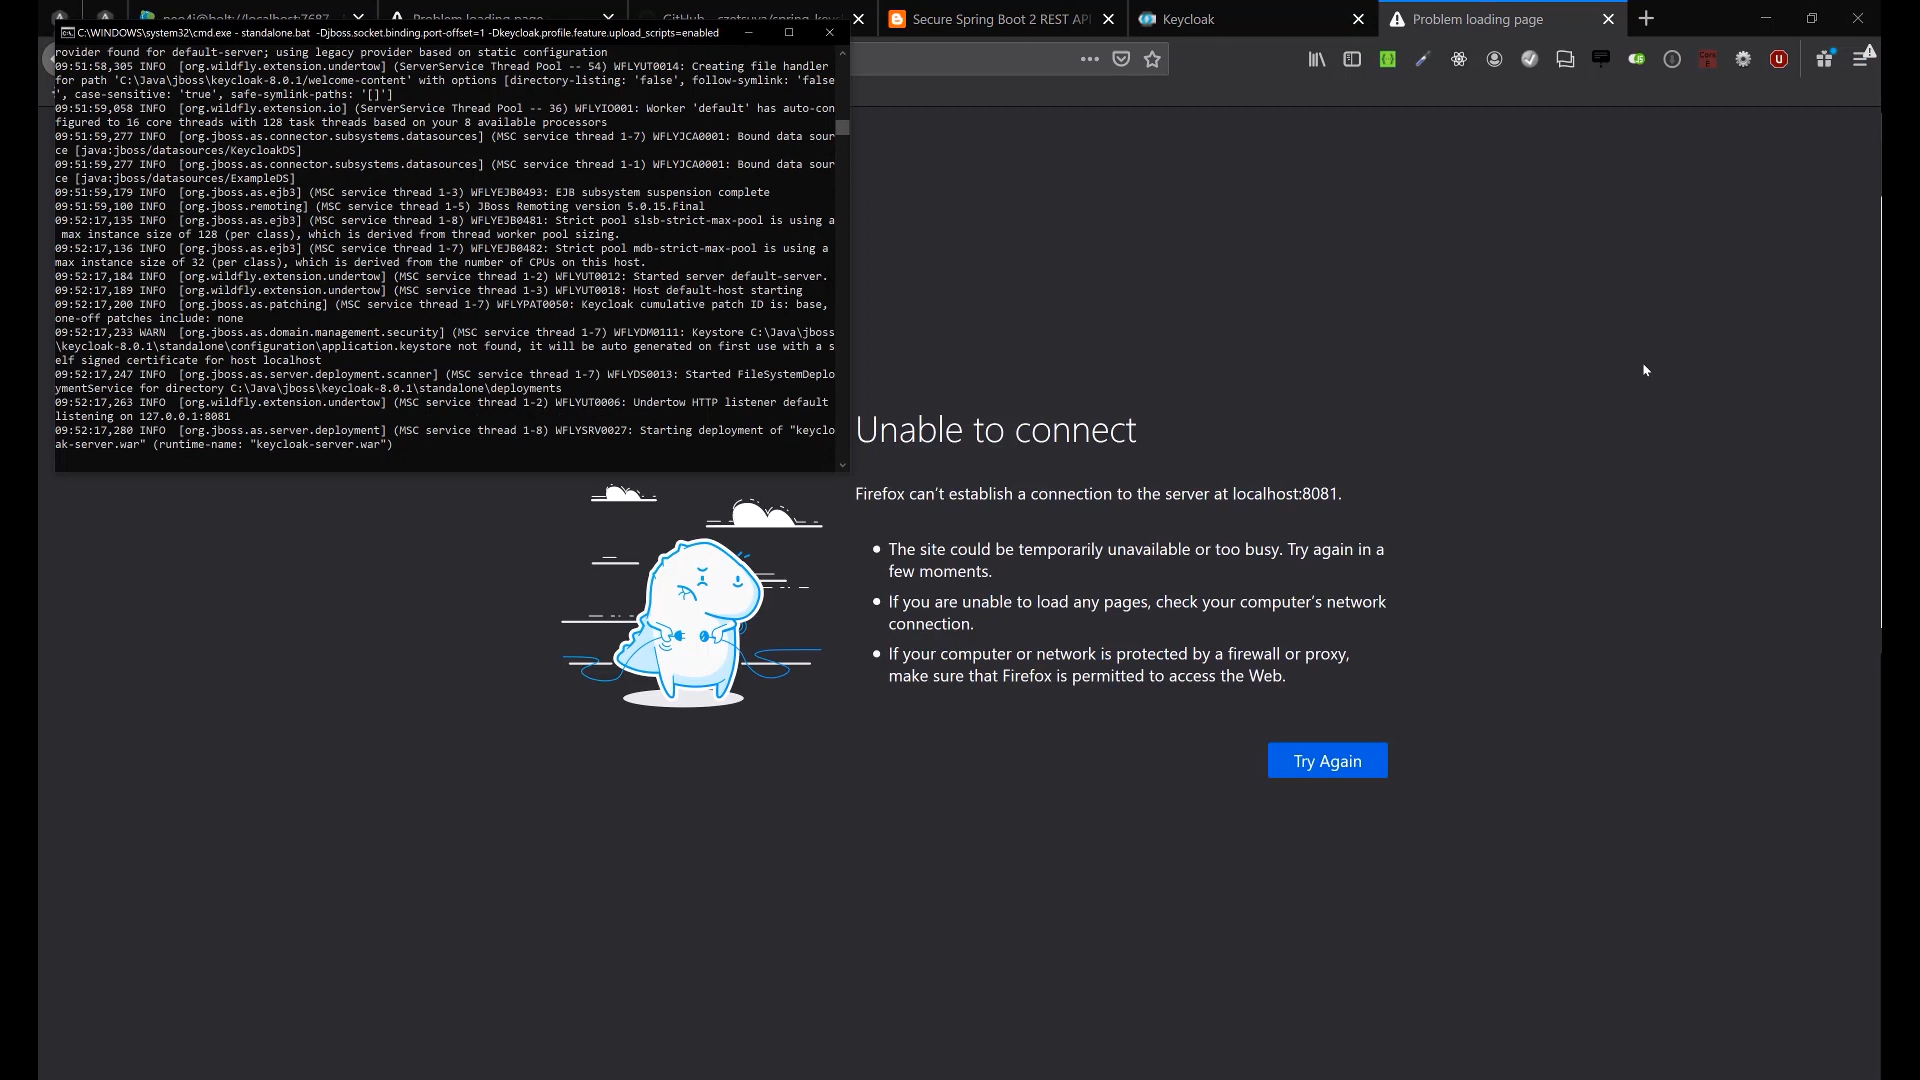 neo4j@bolt://localhost:7687
Problem loading page
GitHub - czetsuya/spring_key
Secure Spring Boot 2 REST API
Keycloak
Problem loading page
C:\WINDOWS\system32\cmd.exe - standalone.bat -Djboss.socket.binding.port-offset=1 -Dkeycloak.profile.feature.upload_scripts=enabled
rovider found for default-server; using legacy provider based on static configuration
09:51:58,305 INFO  [org.wildfly.extension.undertow] (ServerService Thread Pool -- 54) WFLYUT0014: Creating file handler
for path 'C:\Java\jboss\keycloak-8.0.1/welcome-content' with options [directory-listing: 'false', follow-symlink: 'false
', case-sensitive: 'true', safe-symlink-paths: '[]']
09:51:59,058 INFO  [org.wildfly.extension.io] (ServerService Thread Pool -- 36) WFLYIO001: Worker 'default' has auto-con
figured to 16 core threads with 128 task threads based on your 8 available processors
09:51:59,277 INFO  [org.jboss.as.connector.subsystems.datasources] (MSC service thread 1-7) WFLYJCA0001: Bound data sour
ce [java:jboss/datasources/KeycloakDS]
09:51:59,277 INFO  [org.jboss.as.connector.subsystems.datasources] (MSC service thread 1-1) WFLYJCA0001: Bound data sour
ce [java:jboss/datasources/ExampleDS]
09:51:59,179 INFO  [org.jboss.as.ejb3] (MSC service thread 1-3) WFLYEJB0493: EJB subsystem suspension complete
09:51:59,100 INFO  [org.jboss.remoting] (MSC service thread 1-5) JBoss Remoting version 5.0.15.Final
09:52:17,135 INFO  [org.jboss.as.ejb3] (MSC service thread 1-8) WFLYEJB0481: Strict pool slsb-strict-max-pool is using a
max instance size of 128 (per class), which is derived from thread worker pool sizing.
09:52:17,136 INFO  [org.jboss.as.ejb3] (MSC service thread 1-7) WFLYEJB0482: Strict pool mdb-strict-max-pool is using a
max instance size of 32 (per class), which is derived from the number of CPUs on this host.
09:52:17,184 INFO  [org.wildfly.extension.undertow] (MSC service thread 1-2) WFLYUT0012: Started server default-server.
09:52:17,189 INFO  [org.wildfly.extension.undertow] (MSC service thread 1-3) WFLYUT0018: Host default-host starting
09:52:17,200 INFO  [org.jboss.as.patching] (MSC service thread 1-7) WFLYPAT0050: Keycloak cumulative patch ID is: base,
one-off patches include: none
09:52:17,233 WARN  [org.jboss.as.domain.management.security] (MSC service thread 1-7) WFLYDM0111: Keystore C:\Java\jboss
\keycloak-8.0.1\standalone\configuration\application.keystore not found, it will be auto generated on first use with a s
elf signed certificate for host localhost
09:52:17,247 INFO  [org.jboss.as.server.deployment.scanner] (MSC service thread 1-7) WFLYDS0013: Started FileSystemDeplo
ymentService for directory C:\Java\jboss\keycloak-8.0.1\standalone\deployments
09:52:17,263 INFO  [org.wildfly.extension.undertow] (MSC service thread 1-2) WFLYUT0006: Undertow HTTP listener default
listening on 127.0.0.1:8081
09:52:17,280 INFO  [org.jboss.as.server.deployment] (MSC service thread 1-8) WFLYSRV0027: Starting deployment of "keyclo
ak-server.war" (runtime-name: "keycloak-server.war")
Unable to connect
Firefox can't establish a connection to the server at localhost:8081.
The site could be temporarily unavailable or too busy. Try again in a
few moments.
If you are unable to load any pages, check your computer's network
connection.
If your computer or network is protected by a firewall or proxy,
make sure that Firefox is permitted to access the Web.
Try Again